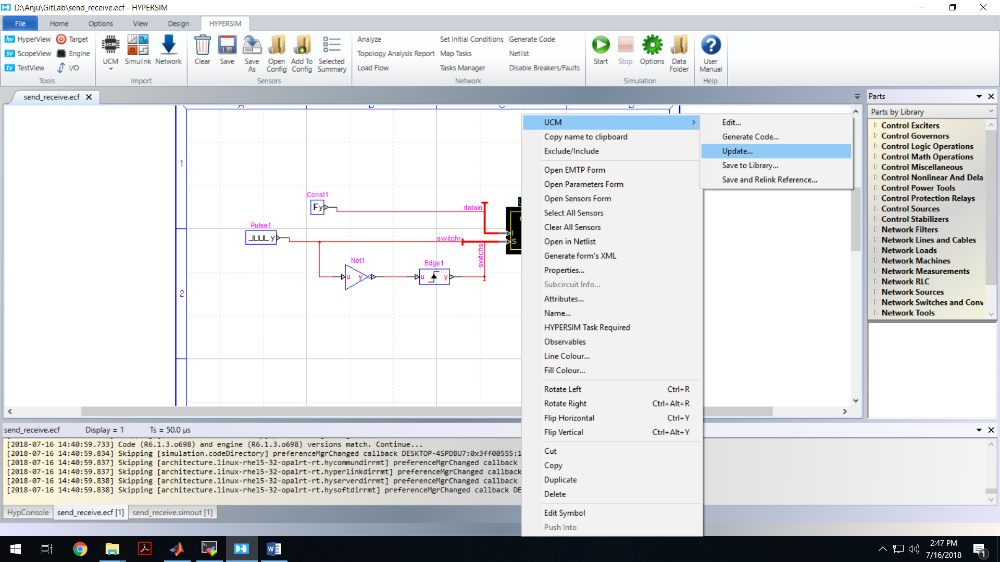 D:\Anju\GitLab\send_receive.ecf - HYPERSIM
File Home Options View Design HYPERSIM
hv HyperView Target
sv ScopeView Engine
tv TestView I/O
Tools
UCM Simulink Network
Import
Clear Save Save As Open Config Add To Config Selected Summary
Sensors
Analyze Set Initial Conditions Generate Code
Topology Analysis Report Map Tasks Netlist
Load Flow Tasks Manager Disable Breakers/Faults
Network
Start Stop Options Data Folder
Simulation
User Manual
Help
send_receive.ecf
1
2
Const1
F y
Pulse1
y
datain
switchr
switchs
I
S
Not1
u y
Edge1
u y
UCM
Copy name to clipboard
Exclude/Include
Open EMTP Form
Open Parameters Form
Open Sensors Form
Select All Sensors
Clear All Sensors
Open in Netlist
Generate form's XML
Properties...
Subcircuit Info...
Attributes...
Name...
HYPERSIM Task Required
Observables
Line Colour...
Fill Colour...
Rotate Left Ctrl+R
Rotate Right Ctrl+Alt+R
Flip Horizontal Ctrl+Y
Flip Vertical Ctrl+Alt+Y
Cut
Copy
Duplicate
Delete
Edit Symbol
Push Into
Edit...
Generate Code...
Update...
Save to Library...
Save and Relink Reference...
Parts
Parts by Library
Control Exciters
Control Governors
Control Logic Operations
Control Math Operations
Control Miscellaneous
Control Nonlinear And Dela
Control Power Tools
Control Protection Relays
Control Sources
Control Stabilizers
Network Filters
Network Lines and Cables
Network Loads
Network Machines
Network Measurements
Network RLC
Network Sources
Network Switches and Conv
Network Tools
send_receive.ecf Display = 1 Ts = 50.0 µs
[2018-07-16 14:40:59.733] Code (R6.1.3.o698) and engine (R6.1.3.o698) versions match. Continue...
[2018-07-16 14:40:59.834] Skipping [simulation.codeDirectory] preferenceMgrChanged callback DESKTOP-4SPDBU7:0x3ff00555:1
[2018-07-16 14:40:59.837] Skipping [architecture.linux-rhel5-32-opalrt-rt.hycommundirrmt] preferenceMgrChanged callback
[2018-07-16 14:40:59.837] Skipping [architecture.linux-rhel5-32-opalrt-rt.hyperlinkdirrmt] preferenceMgrChanged callback
[2018-07-16 14:40:59.838] Skipping [architecture.linux-rhel5-32-opalrt-rt.hyserverdirrmt] preferenceMgrChanged callback
[2018-07-16 14:40:59.838] Skipping [architecture.linux-rhel5-32-opalrt-rt.hysoftdirrmt] preferenceMgrChanged callback DE
HypConsole send_receive.ecf [1] send_receive.simout [1]
2:47 PM
7/16/2018
1